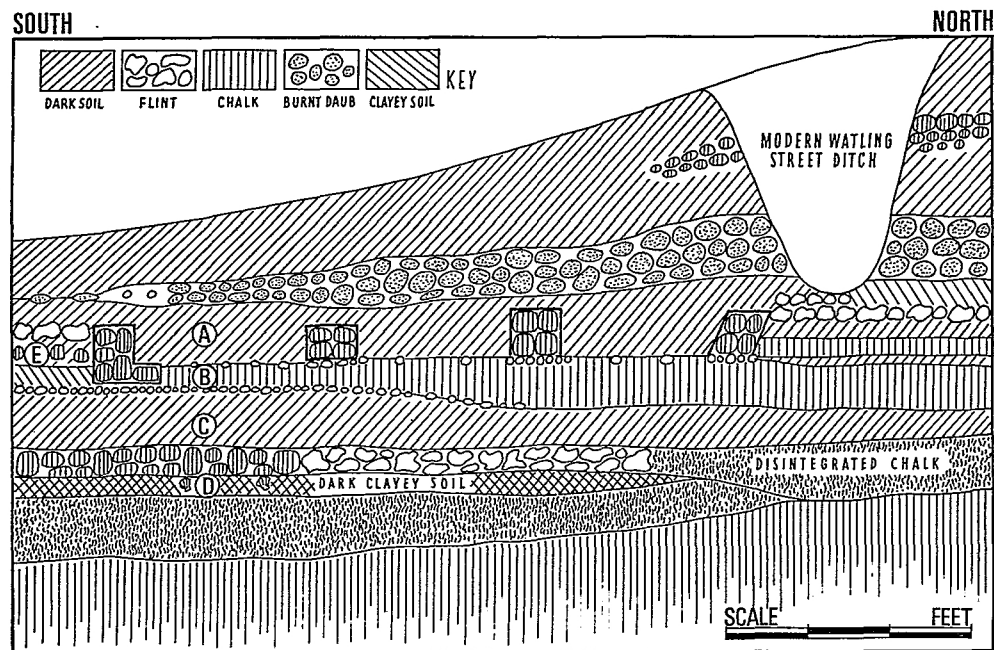 SOUTH
NORTH
KEY
DARK SOIL
FLINT
CHALK
BURNT DAUB
CLAYEY SOIL
MODERN WATLING
STREET DITCH
A
E
B
C
D
DARK CLAYEY SOIL
DISINTEGRATED CHALK
SCALE
FEET